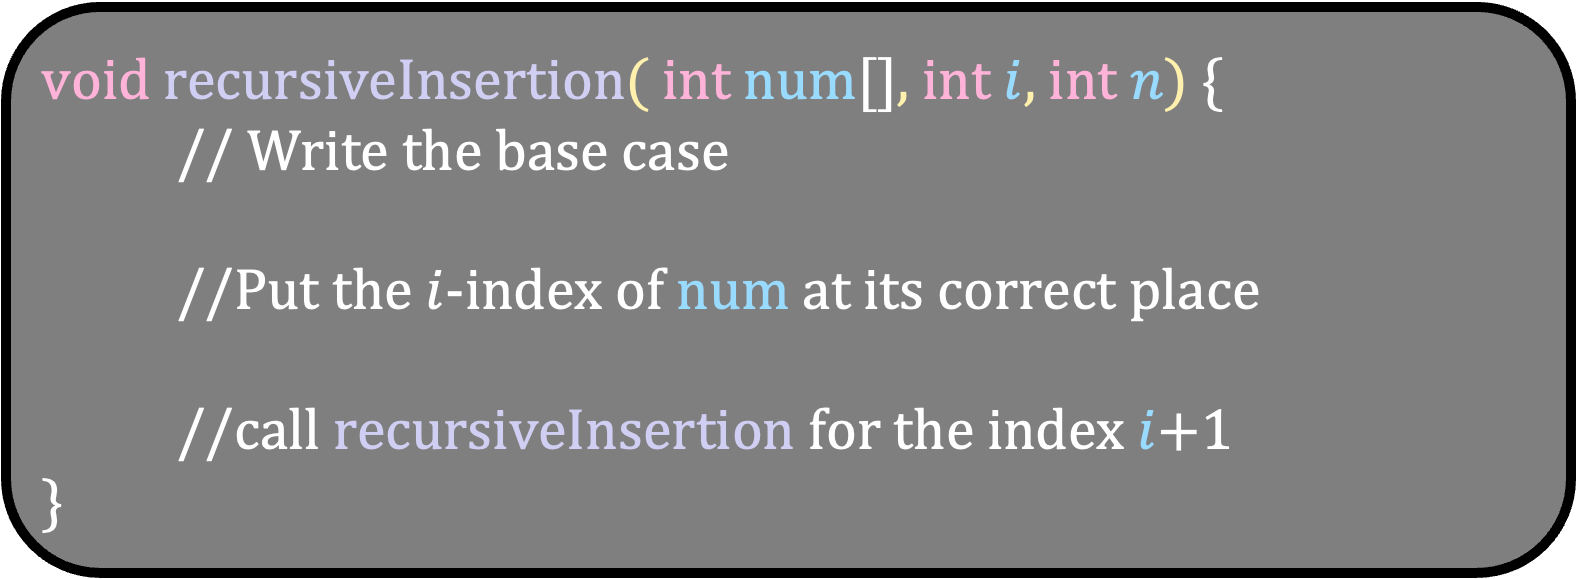 void recursiveInsertion( int num[], int i, int n) {
// Write the base case
//Put the i-index of num at its correct place
//call recursiveInsertion for the index i+1
}